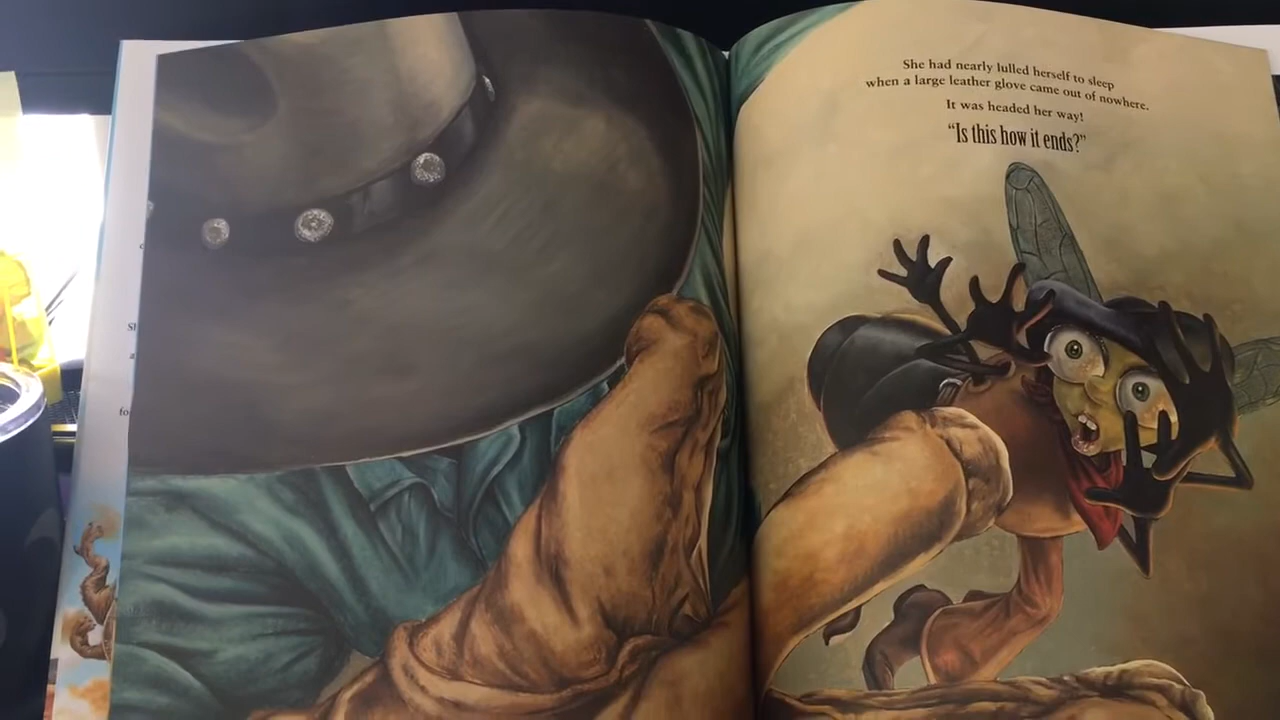 She had nearly lulled herself to sleep
when a large leather glove came out of nowhere.
It was headed her way!
“Is this how it ends?”